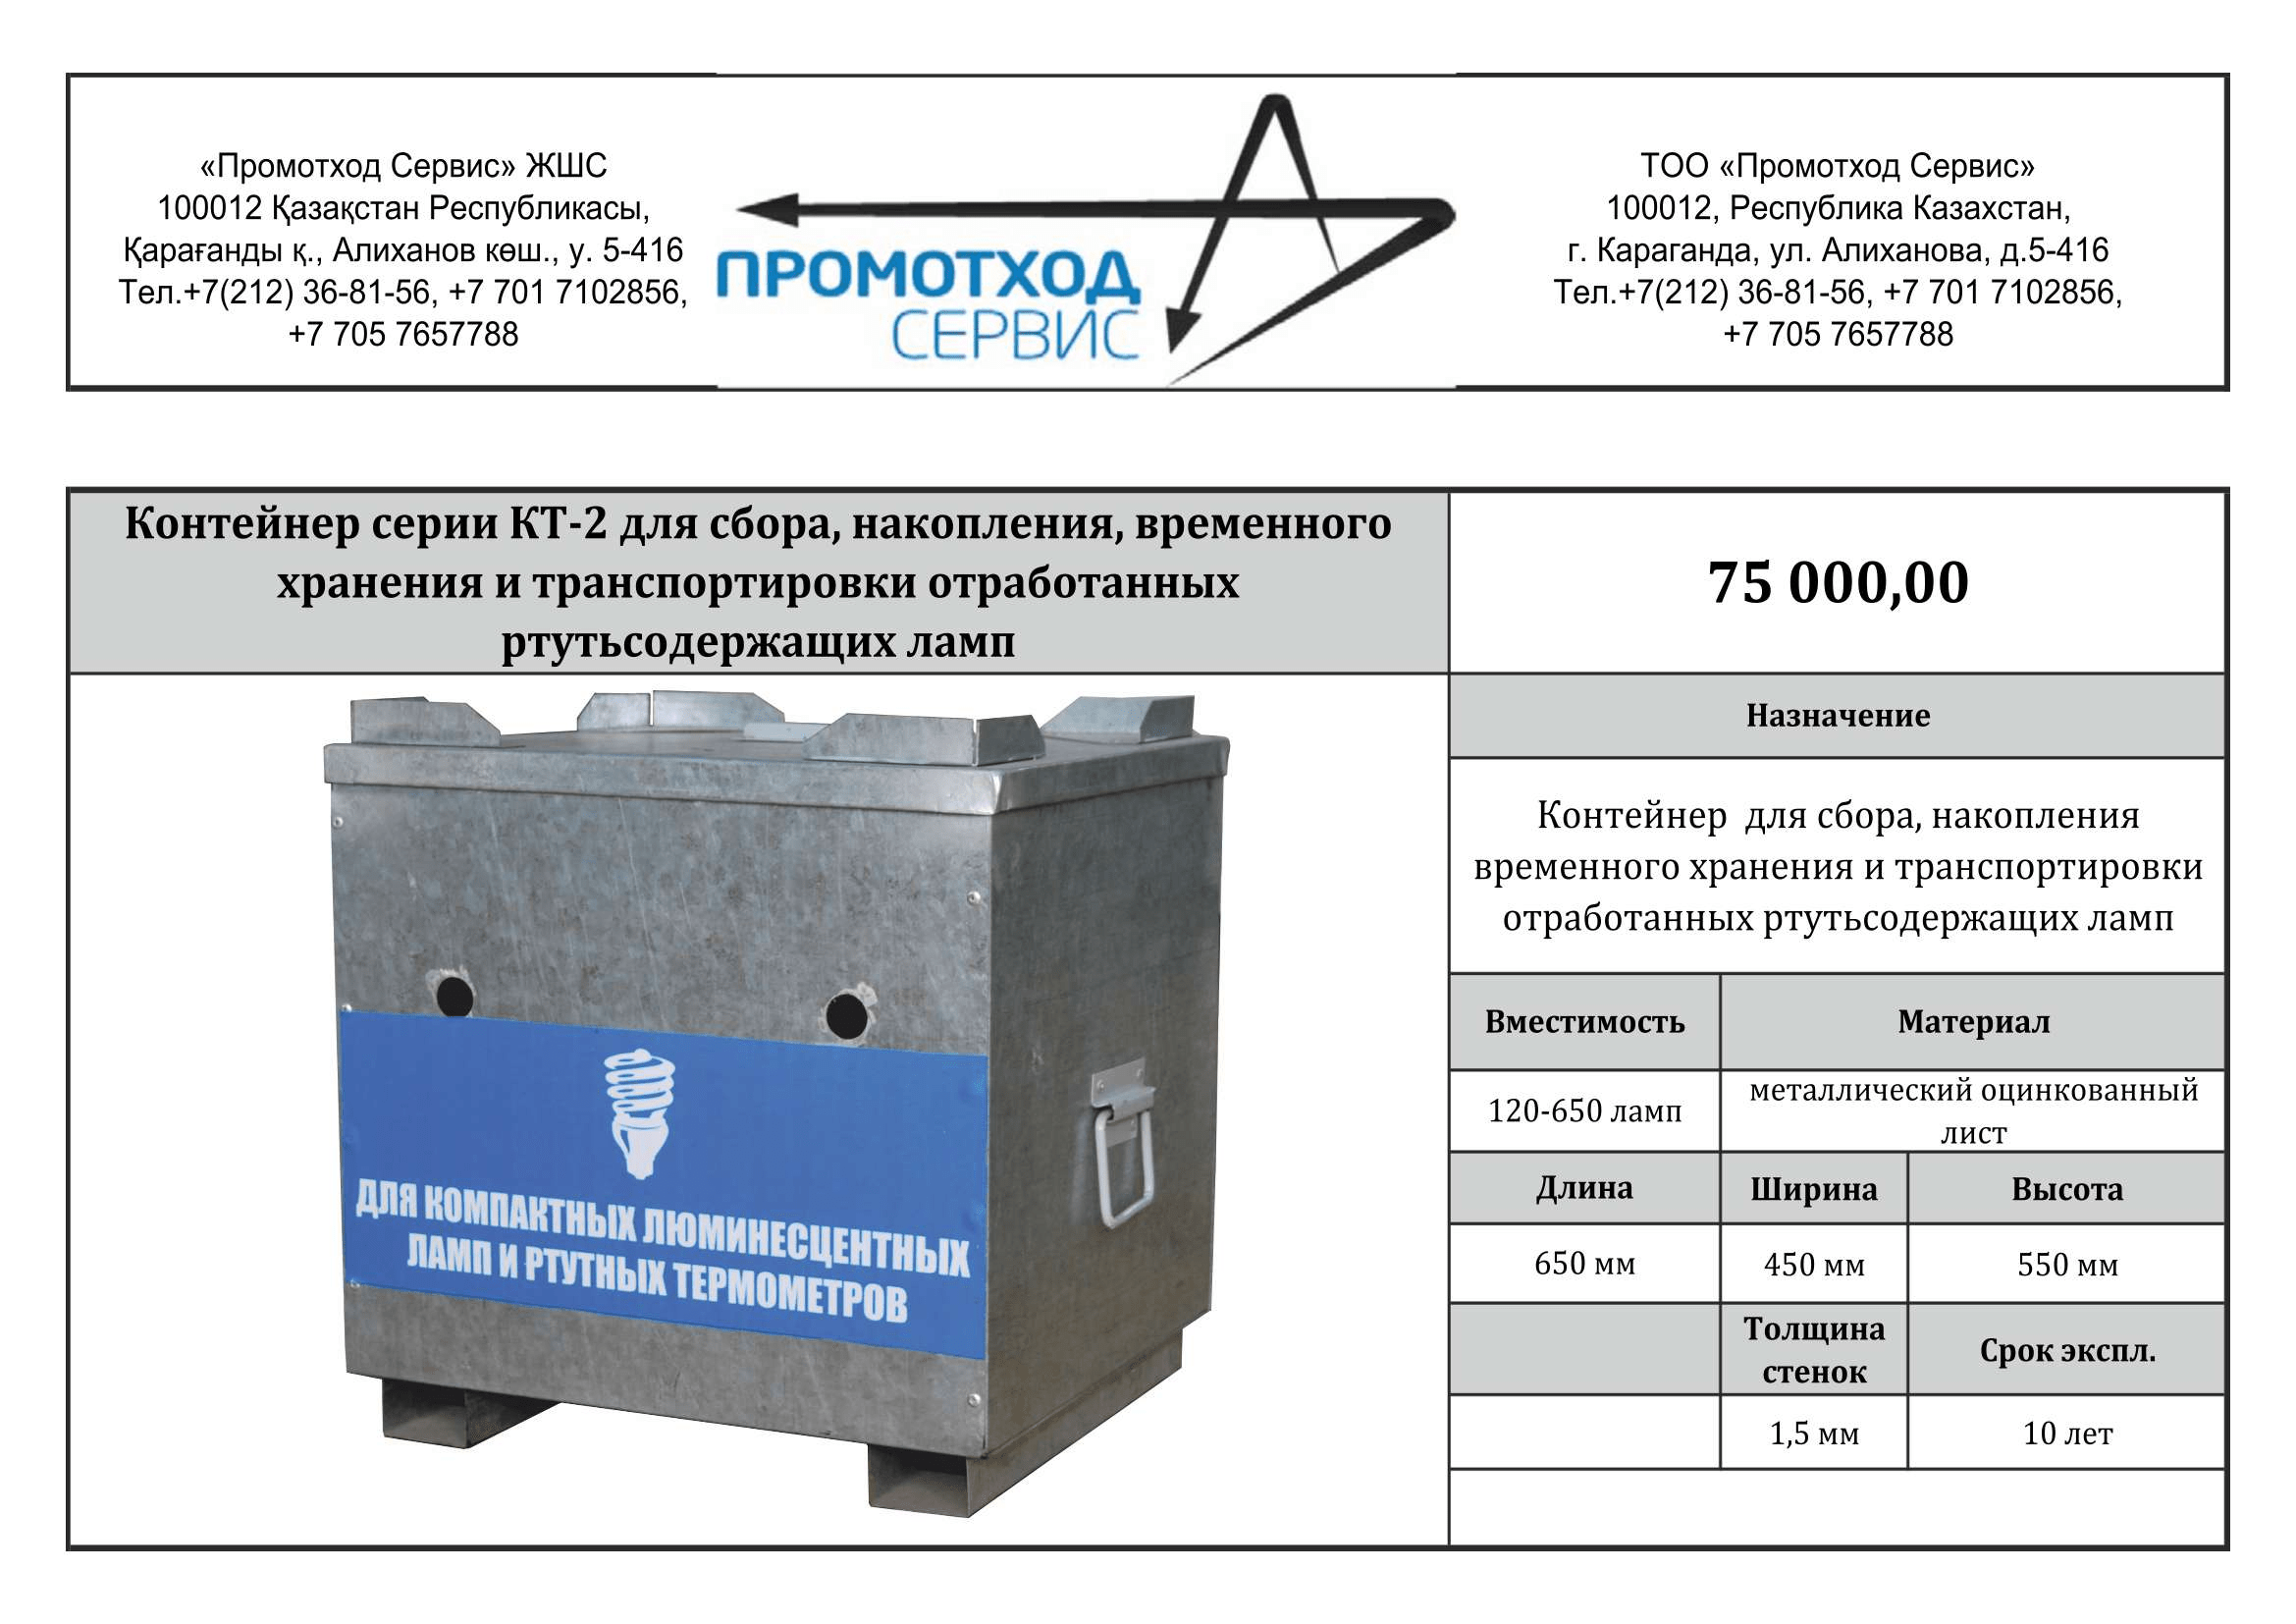 «Промотход Сервис» ЖШС
100012 Қазақстан Республикасы,
Қарағанды қ., Алиханов көш., у. 5-416
Тел.+7(212) 36-81-56, +7 701 7102856,
+7 705 7657788
ПРОМОТХОД
СЕРВИС
ТОО «Промотход Сервис»
100012, Республика Казахстан,
г. Караганда, ул. Алиханова, д.5-416
Тел.+7(212) 36-81-56, +7 701 7102856,
+7 705 7657788
Контейнер серии КТ-2 для сбора, накопления, временного
хранения и транспортировки отработанных
ртутьсодержащих ламп
75 000,00
ДЛЯ КОМПАКТНЫХ ЛЮМИНЕСЦЕНТНЫХ
ЛАМП И РТУТНЫХ ТЕРМОМЕТРОВ
Назначение
Контейнер для сбора, накопления
временного хранения и транспортировки
отработанных ртутьсодержащих ламп
Вместимость Материал
120-650 ламп металлический оцинкованный
лист
Длина Ширина Высота
650 мм 450 мм 550 мм
Толщина
стенок
Срок экспл.
1,5 мм 10 лет